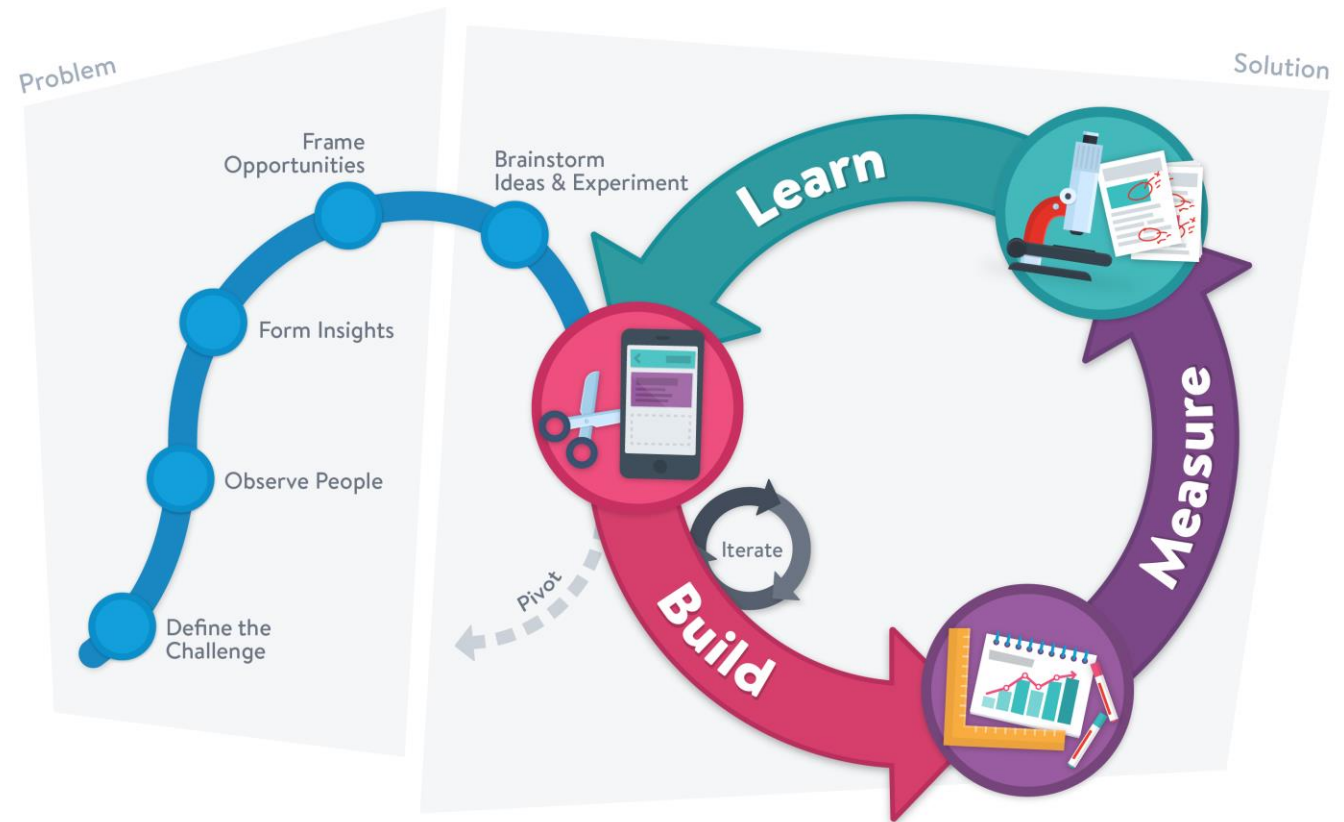 Problem
Solution
Frame
Opportunities
Brainstorm
Ideas & Experiment
Learn
Form Insights
Observe People
Measure
Iterate
Pivot
Build
Define the
Challenge